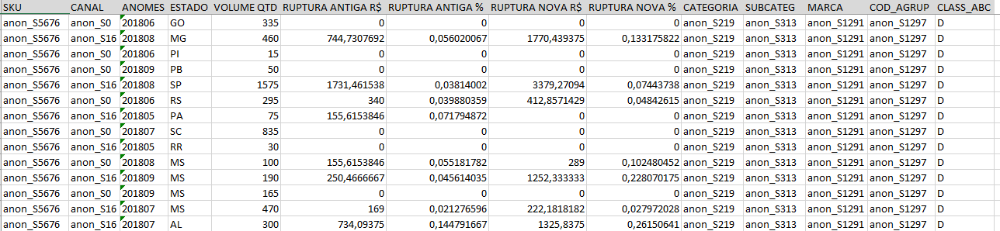 SKU CANAL ANOMES ESTADO VOLUME QTD RUPTURA ANTIGA R$ RUPTURA ANTIGA % RUPTURA NOVA R$ RUPTURA NOVA % CATEGORIA SUBCATEG MARCA COD_AGRUP CLASS_ABC
anon_S5676 anon_S0 201806 GO 335 0 0 0 0 anon_S219 anon_S313 anon_S1291 anon_S1297 D
anon_S5676 anon_S16 201808 MG 460 744,7307692 0,056020067 1770,439375 0,133175822 anon_S219 anon_S313 anon_S1291 anon_S1297 D
anon_S5676 anon_S0 201806 PI 15 0 0 0 0 anon_S219 anon_S313 anon_S1291 anon_S1297 D
anon_S5676 anon_S0 201809 PB 50 0 0 0 0 anon_S219 anon_S313 anon_S1291 anon_S1297 D
anon_S5676 anon_S16 201808 SP 1575 1731,461538 0,03814002 3379,27094 0,07443738 anon_S219 anon_S313 anon_S1291 anon_S1297 D
anon_S5676 anon_S0 201806 RS 295 340 0,039880359 412,8571429 0,04842615 anon_S219 anon_S313 anon_S1291 anon_S1297 D
anon_S5676 anon_S16 201805 PA 75 155,6153846 0,071794872 0 0 anon_S219 anon_S313 anon_S1291 anon_S1297 D
anon_S5676 anon_S0 201807 SC 835 0 0 0 0 anon_S219 anon_S313 anon_S1291 anon_S1297 D
anon_S5676 anon_S16 201805 RR 30 0 0 0 0 anon_S219 anon_S313 anon_S1291 anon_S1297 D
anon_S5676 anon_S0 201808 MS 100 155,6153846 0,055181782 289 0,102480452 anon_S219 anon_S313 anon_S1291 anon_S1297 D
anon_S5676 anon_S16 201809 MS 190 250,4666667 0,045614035 1252,333333 0,228070175 anon_S219 anon_S313 anon_S1291 anon_S1297 D
anon_S5676 anon_S0 201809 MS 165 0 0 0 0 anon_S219 anon_S313 anon_S1291 anon_S1297 D
anon_S5676 anon_S16 201807 MS 470 169 0,021276596 222,1818182 0,027972028 anon_S219 anon_S313 anon_S1291 anon_S1297 D
anon_S5676 anon_S16 201807 AL 300 734,09375 0,144791667 1325,8375 0,26150641 anon_S219 anon_S313 anon_S1291 anon_S1297 D